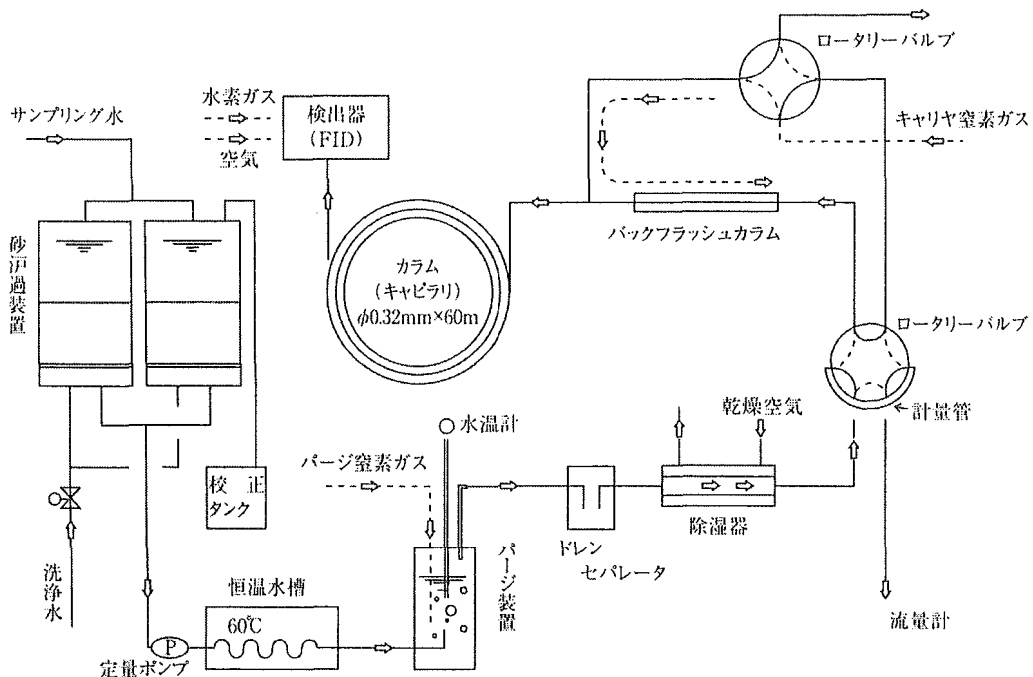 ロータリーバルブ
水素ガス
空気
検出器
(FID)
サンプリング水
キャリヤ窒素ガス
バックフラッシュカラム
砂戸過装置
カラム
(キャピラリ)
φ0.32mm×60m
ロータリーバルブ
計量管
水温計
乾燥空気
パージ窒素ガス
校正
タンク
除湿器
ドレン
セパレータ
パージ装置
洗浄水
恒温水槽
60℃
P
定量ポンプ
流量計